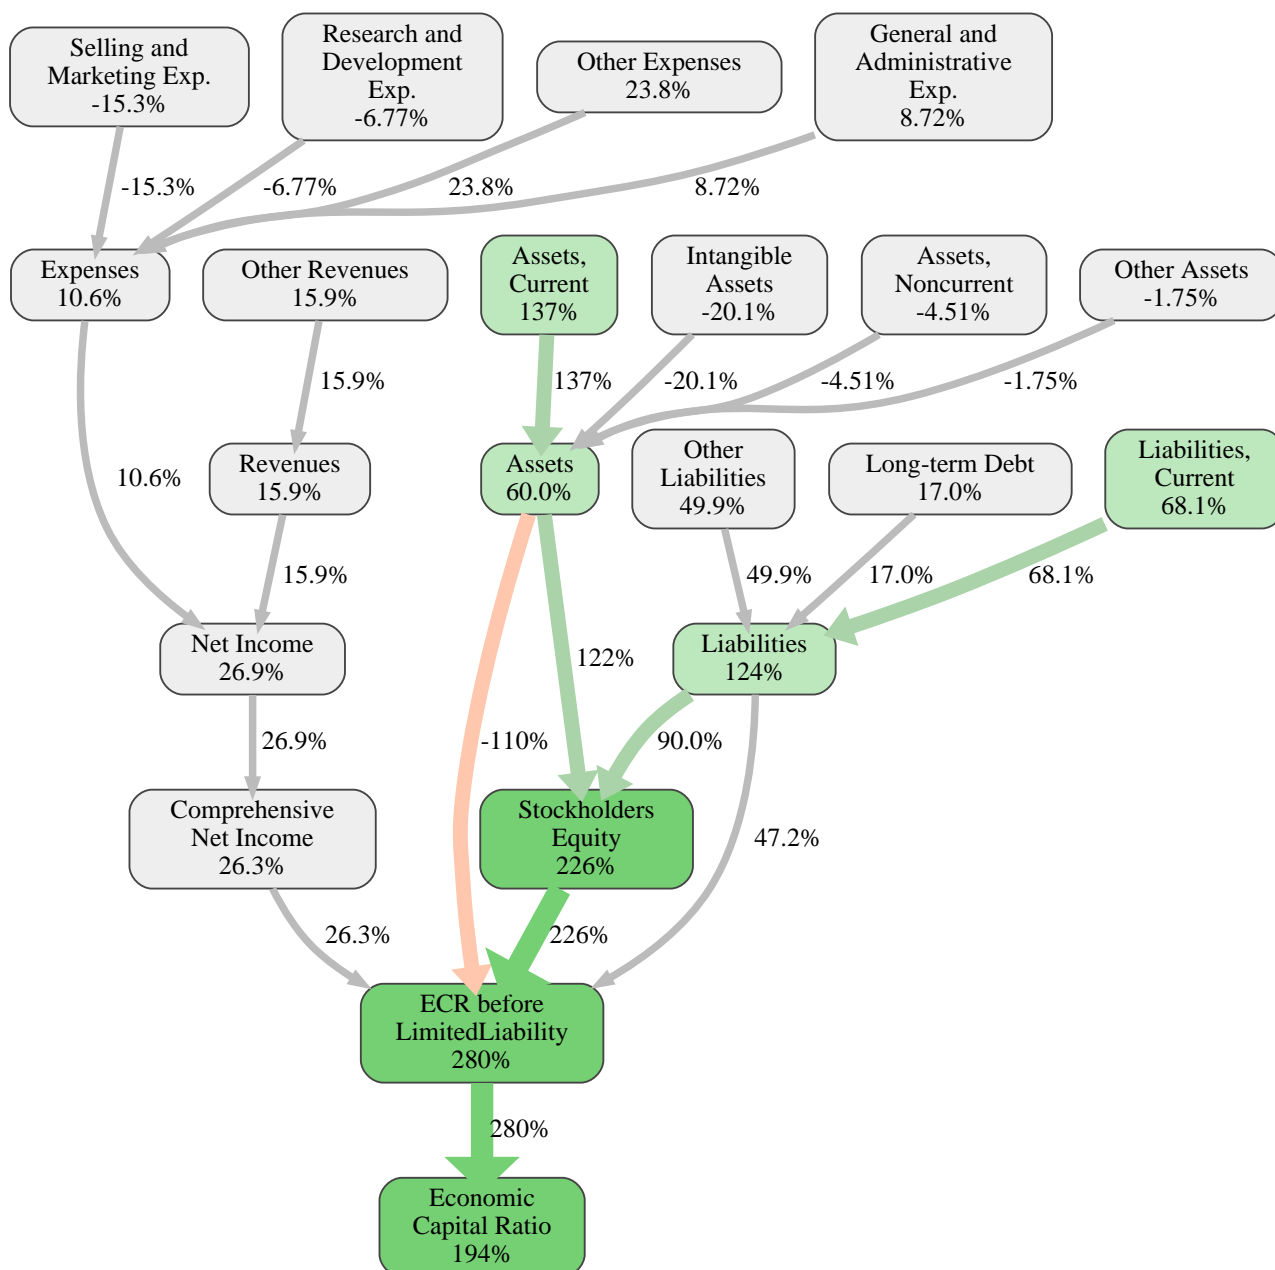 Selling and
Marketing Exp.
-15.3%
Research and
Development
Exp.
-6.77%
Other Expenses
23.8%
General and
Administrative
Exp.
8.72%
-15.3%
-6.77%
23.8%
8.72%
Expenses
10.6%
Other Revenues
15.9%
Assets,
Current
137%
Intangible
Assets
-20.1%
Assets,
Noncurrent
-4.51%
Other Assets
-1.75%
15.9%
137%
-20.1%
-4.51%
-1.75%
10.6%
Revenues
15.9%
Assets
60.0%
Other
Liabilities
49.9%
Long-term Debt
17.0%
Liabilities,
Current
68.1%
15.9%
49.9%
17.0%
68.1%
Net Income
26.9%
122%
Liabilities
124%
26.9%
-110%
90.0%
Comprehensive
Net Income
26.3%
Stockholders
Equity
226%
47.2%
26.3%
226%
ECR before
LimitedLiability
280%
280%
Economic
Capital Ratio
194%